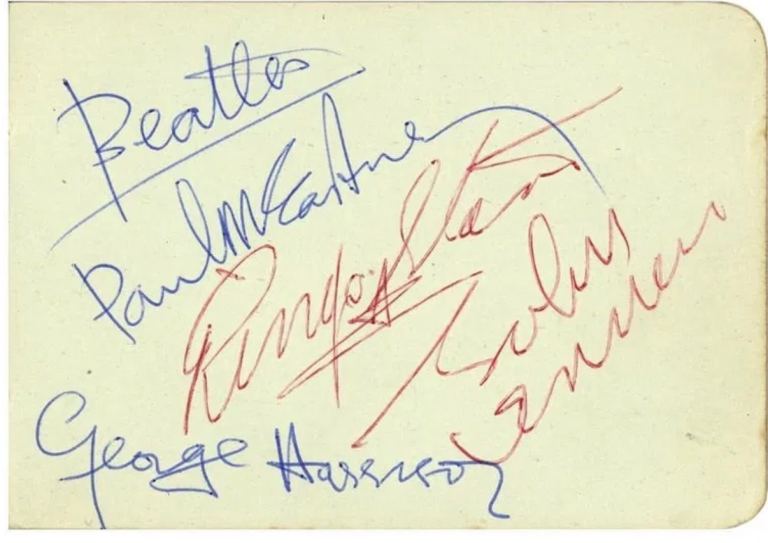 Beatles
Paul McCartney
Ringo Starr
John Lennon
George Harrison